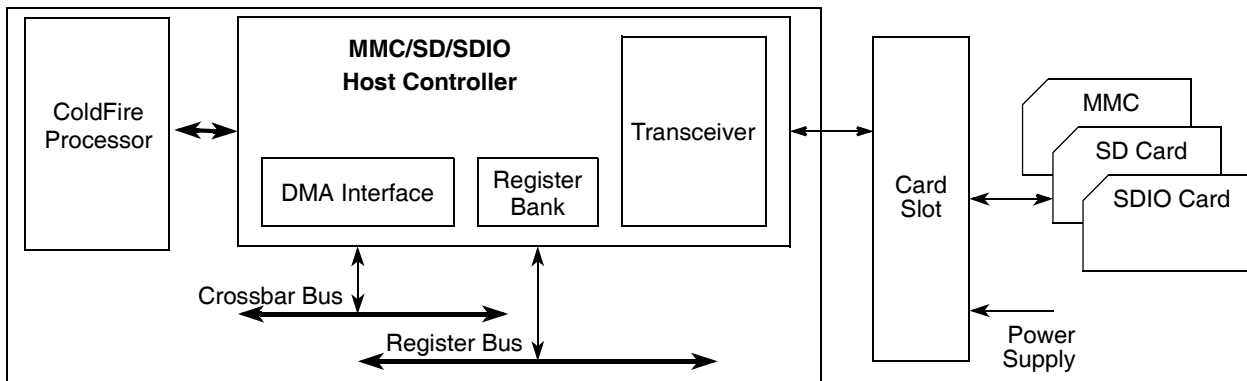 MMC/SD/SDIO
Host Controller
ColdFire
Processor
Transceiver
DMA Interface
Register
Bank
Card
Slot
MMC
SD Card
SDIO Card
Crossbar Bus
Register Bus
Power
Supply